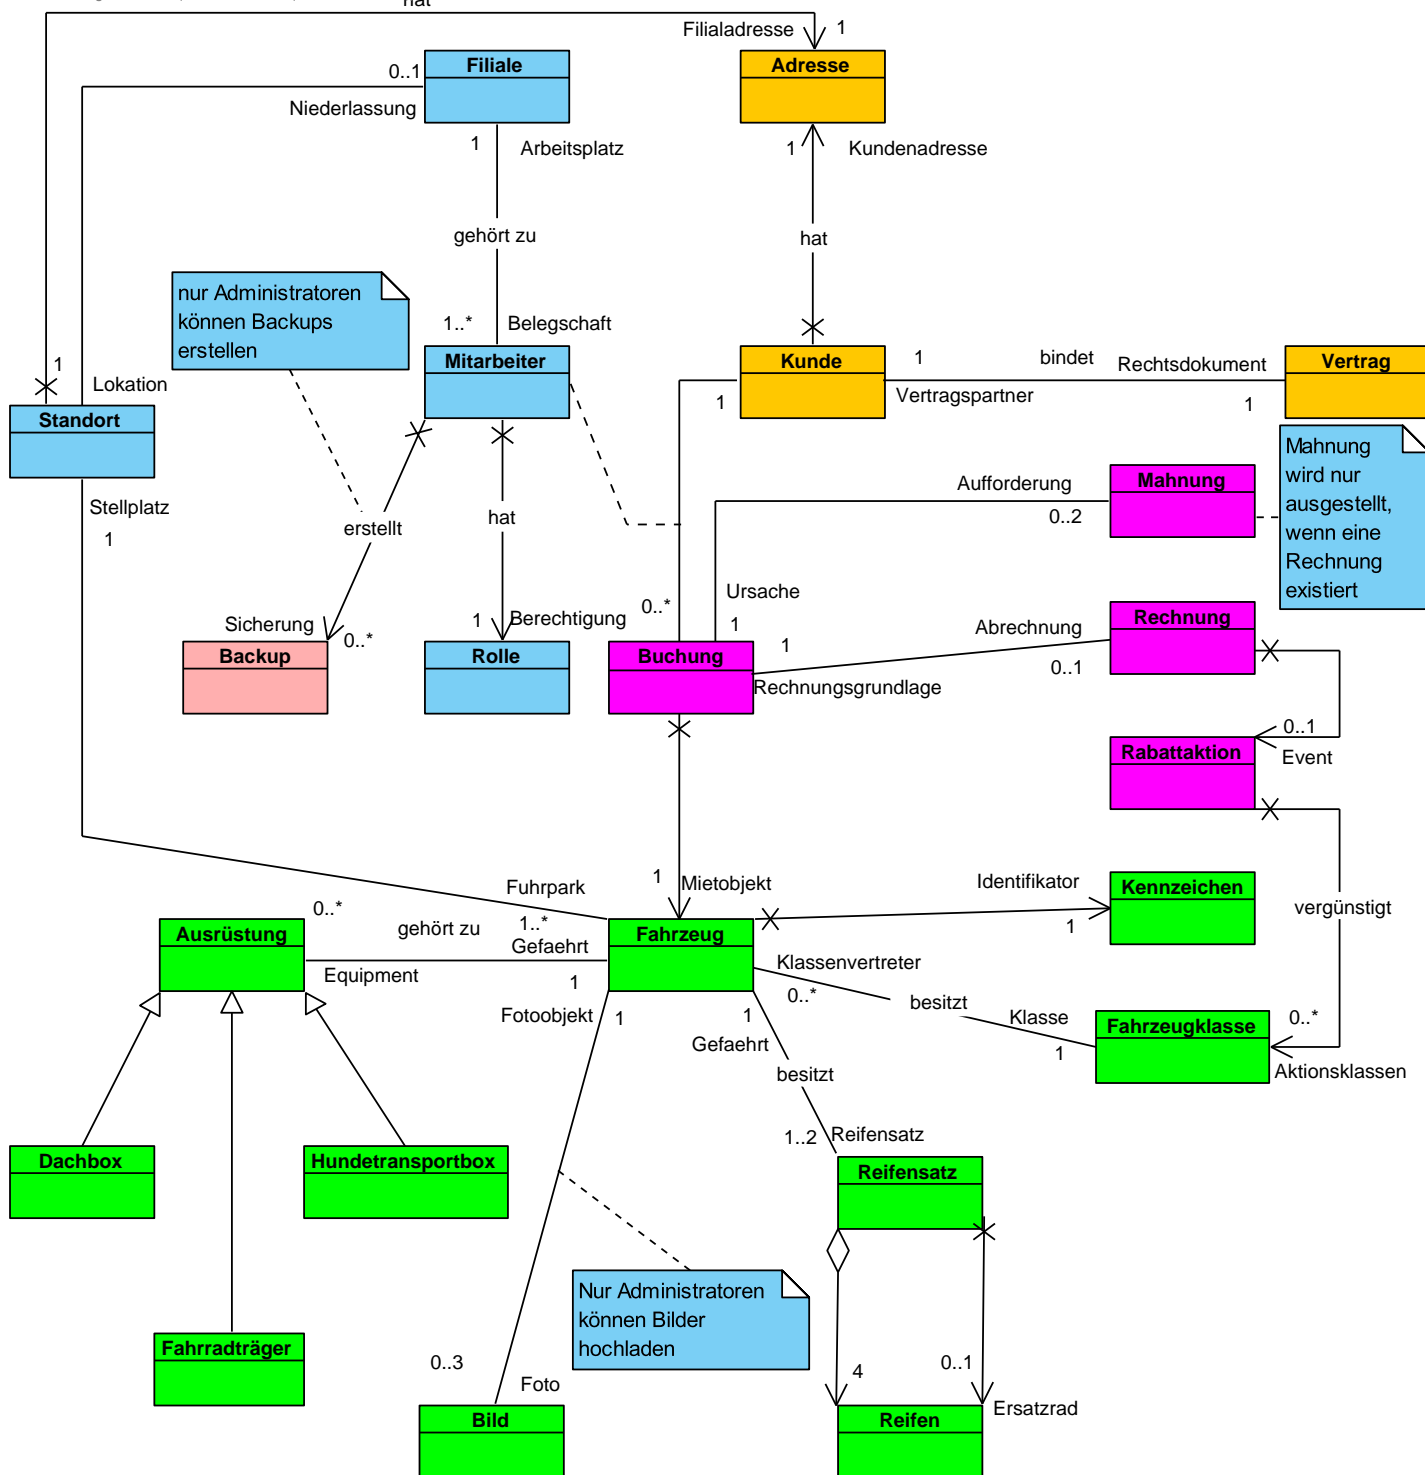 hat
Filialadresse
1
Filiale
Adresse
0..1
Niederlassung
1
Arbeitsplatz
1
Kundenadresse
gehört zu
hat
nur Administratoren
können Backups
erstellen
1..*
Belegschaft
1
Lokation
Mitarbeiter
Kunde
1
bindet
Rechtsdokument
Vertrag
1
Vertragspartner
1
Standort
Mahnung
wird nur
ausgestellt,
wenn eine
Rechnung
existiert
Stellplatz
1
Aufforderung
0..2
Mahnung
erstellt
hat
Ursache
1
0..*
Sicherung
0..*
1
Berechtigung
1
Abrechnung
0..1
Rechnung
Backup
Rolle
Buchung
Rechnungsgrundlage
0..1
Event
Rabattaktion
1
Mietobjekt
Identifikator
1
Kennzeichen
vergünstigt
Fuhrpark
1..*
0..*
gehört zu
Ausrüstung
Equipment
Gefaehrt
1
Fahrzeug
Klassenvertreter
0..*
besitzt
Klasse
1
Fahrzeugklasse
0..*
Aktionsklassen
Fotoobjekt
1
1
Gefaehrt
besitzt
1..2
Reifensatz
Dachbox
Hundetransportbox
Reifensatz
Nur Administratoren
können Bilder
hochladen
Fahrradträger
0..3
Foto
4
0..1
Ersatzrad
Bild
Reifen